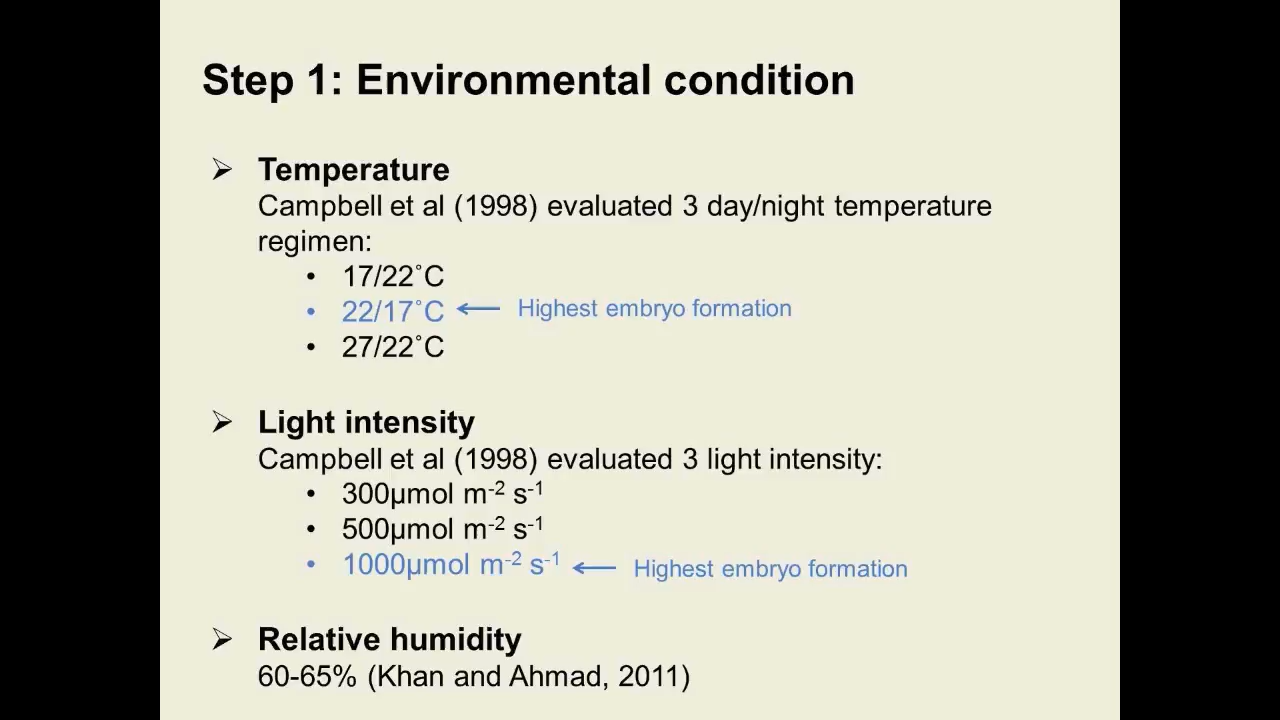 Step 1: Environmental condition
➢ Temperature
Campbell et al (1998) evaluated 3 day/night temperature
regimen:
• 17/22˚C
• 22/17˚C ← Highest embryo formation
• 27/22˚C
➢ Light intensity
Campbell et al (1998) evaluated 3 light intensity:
• 300µmol m⁻² s⁻¹
• 500µmol m⁻² s⁻¹
• 1000µmol m⁻² s⁻¹ ← Highest embryo formation
➢ Relative humidity
60-65% (Khan and Ahmad, 2011)